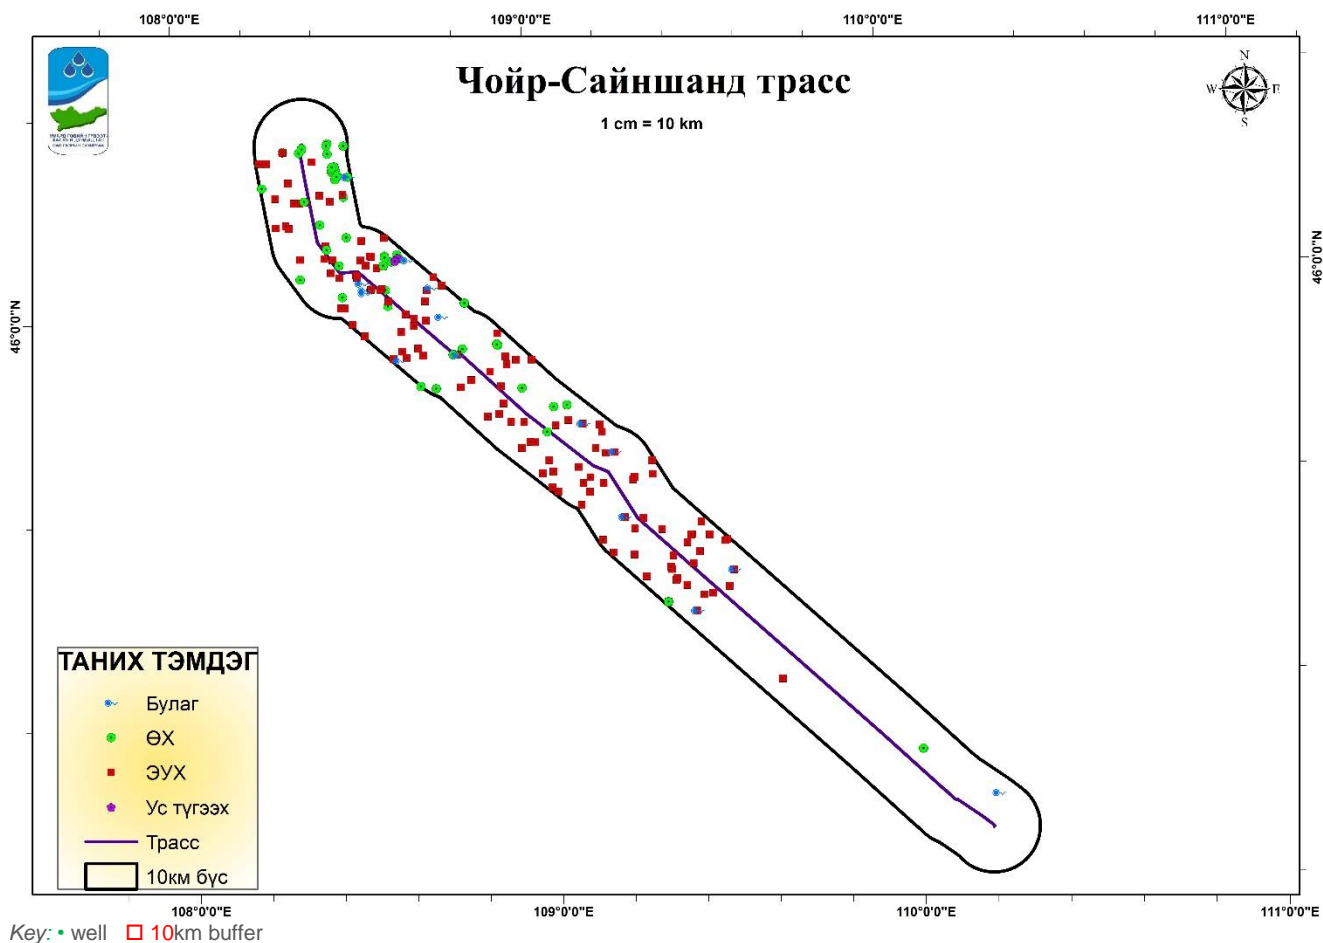 108°0'0"E 109°0'0"E 110°0'0"E 111°0'0"E
Чойр-Сайншанд трасс
1 cm = 10 km
N
W E
S
46°0'0"N
46°0'0"N
ТАНИХ ТЭМДЭГ
Булаг
ӨХ
ЭУХ
Ус түгээх
Трасс
10км бүс
108°0'0"E 109°0'0"E 110°0'0"E 111°0'0"E
Key: • well □ 10km buffer